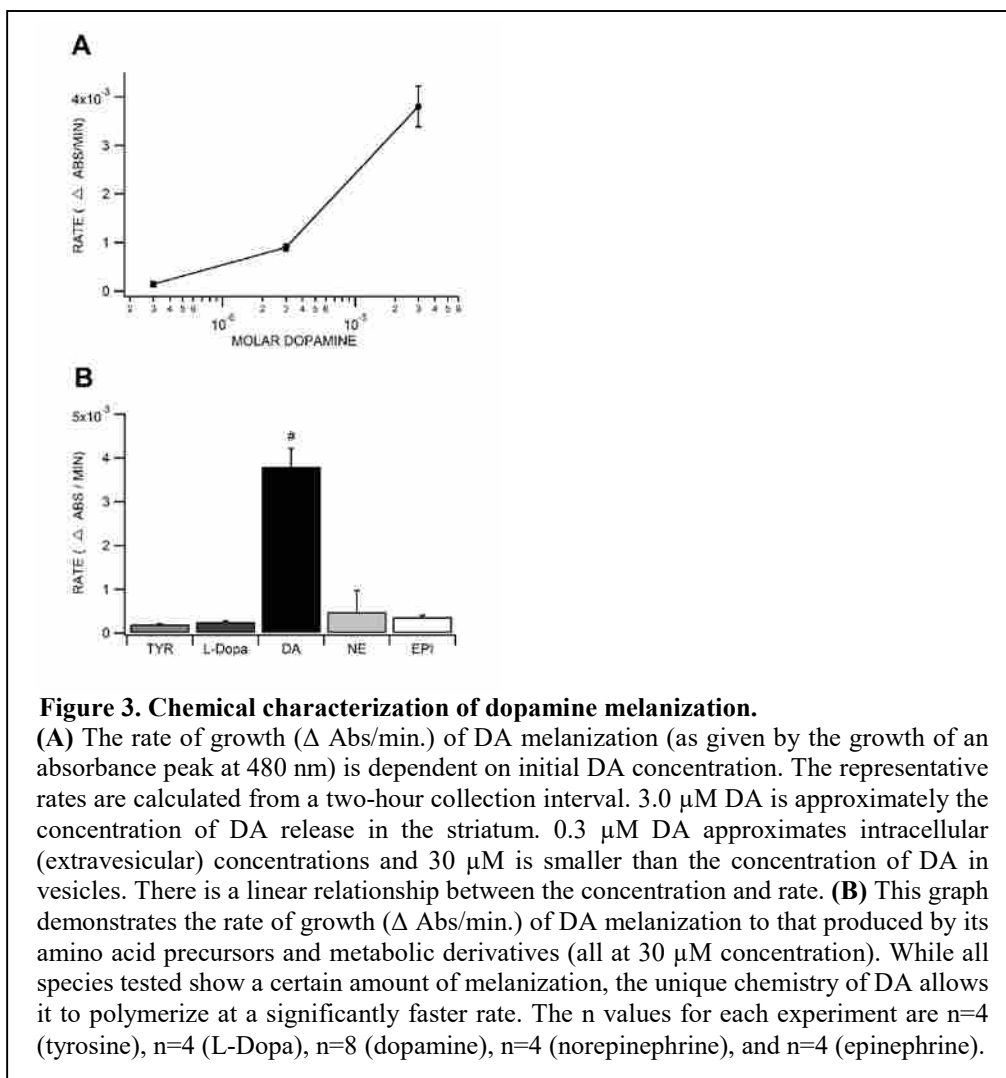 A
4x10⁻³
3
2
1
0
RATE ( △ ABS/MIN)
2 3 4 5 6 2 3 4 5 6 2 3 4 5 6
10⁻⁶ 10⁻⁵
MOLAR DOPAMINE
B
5x10⁻³
4
3
2
1
0
RATE ( △ ABS / MIN)
#
TYR L-Dopa DA NE EPI
Figure 3. Chemical characterization of dopamine melanization.
(A) The rate of growth (Δ Abs/min.) of DA melanization (as given by the growth of an
absorbance peak at 480 nm) is dependent on initial DA concentration. The representative
rates are calculated from a two-hour collection interval. 3.0 µM DA is approximately the
concentration of DA release in the striatum. 0.3 µM DA approximates intracellular
(extravesicular) concentrations and 30 µM is smaller than the concentration of DA in
vesicles. There is a linear relationship between the concentration and rate. (B) This graph
demonstrates the rate of growth (Δ Abs/min.) of DA melanization to that produced by its
amino acid precursors and metabolic derivatives (all at 30 µM concentration). While all
species tested show a certain amount of melanization, the unique chemistry of DA allows
it to polymerize at a significantly faster rate. The n values for each experiment are n=4
(tyrosine), n=4 (L-Dopa), n=8 (dopamine), n=4 (norepinephrine), and n=4 (epinephrine).